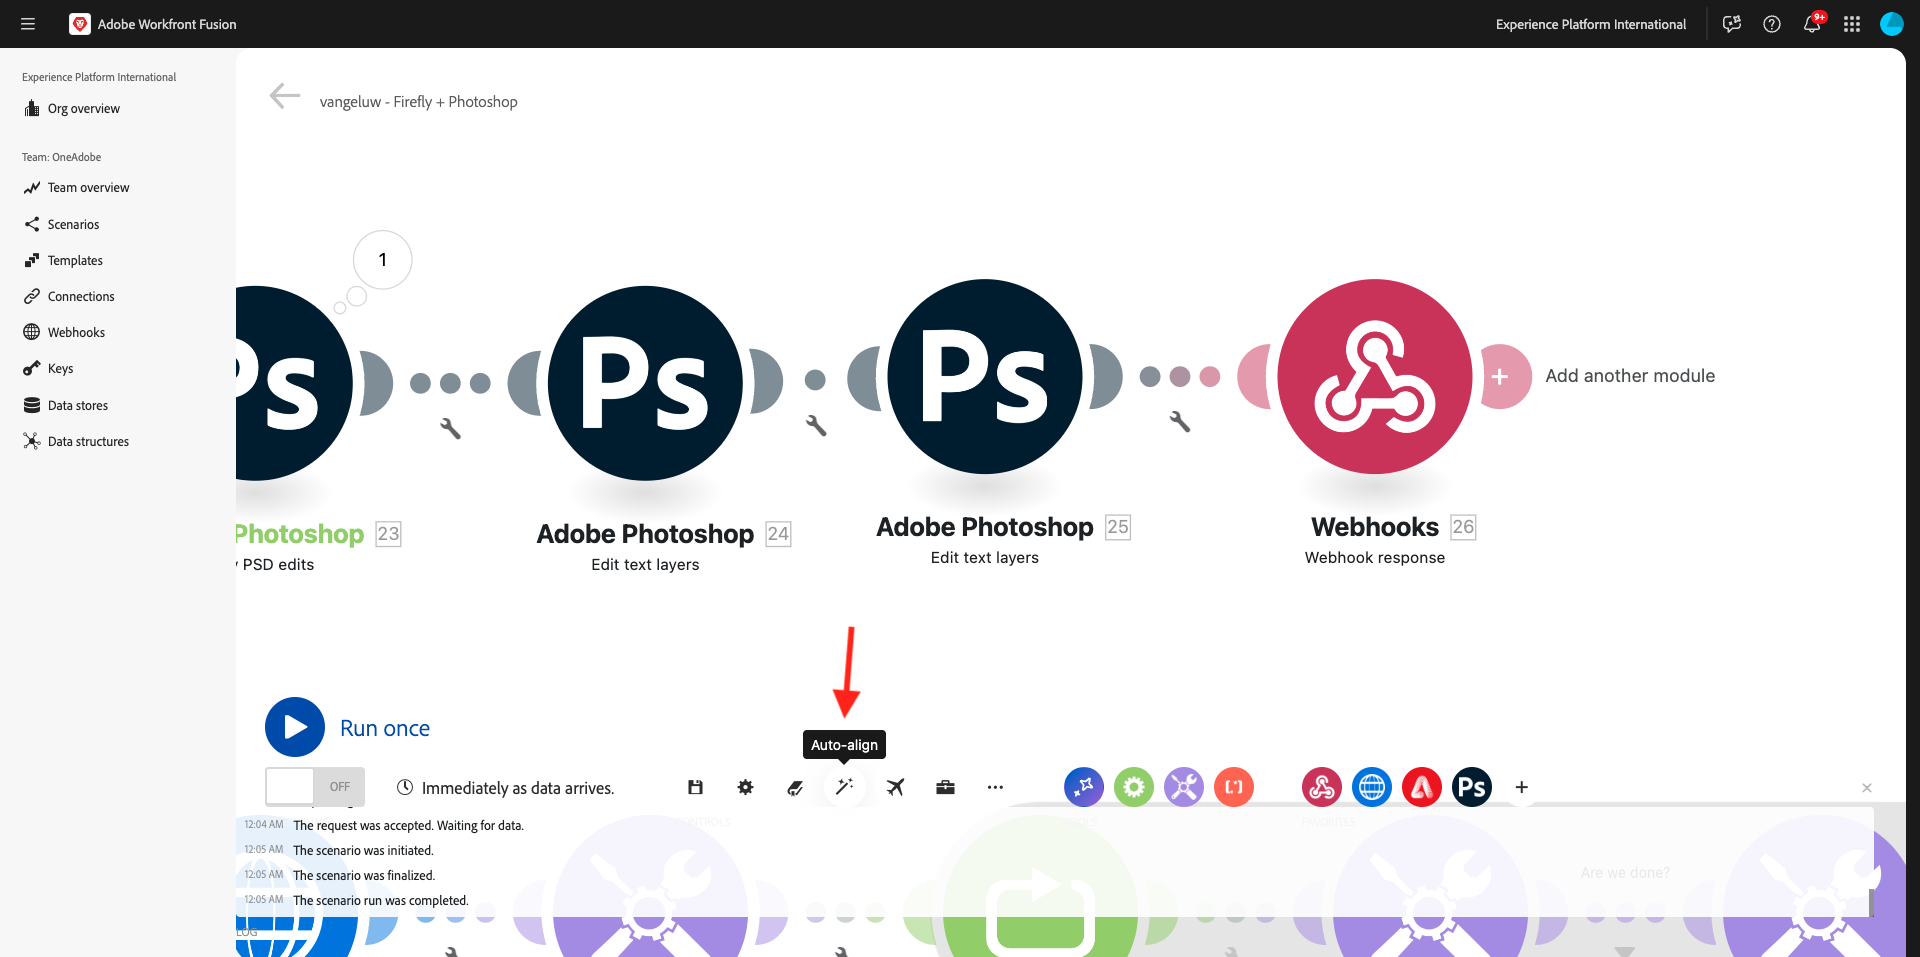 Adobe Workfront Fusion
Experience Platform International
9+
Experience Platform International
Org overview
Team: OneAdobe
Team overview
Scenarios
Templates
Connections
Webhooks
Keys
Data stores
Data structures
vangeluw - Firefly + Photoshop
1
Ps
Ps
Ps
Add another module
Photoshop 23
PSD edits
Adobe Photoshop 24
Edit text layers
Adobe Photoshop 25
Edit text layers
Webhooks 26
Webhook response
Run once
Auto-align
OFF
Immediately as data arrives.
Ps
12:04 AM The request was accepted. Waiting for data.
12:05 AM The scenario was initiated.
12:05 AM The scenario was finalized.
12:05 AM The scenario run was completed.
FAVORITES
Are we done?
LOG